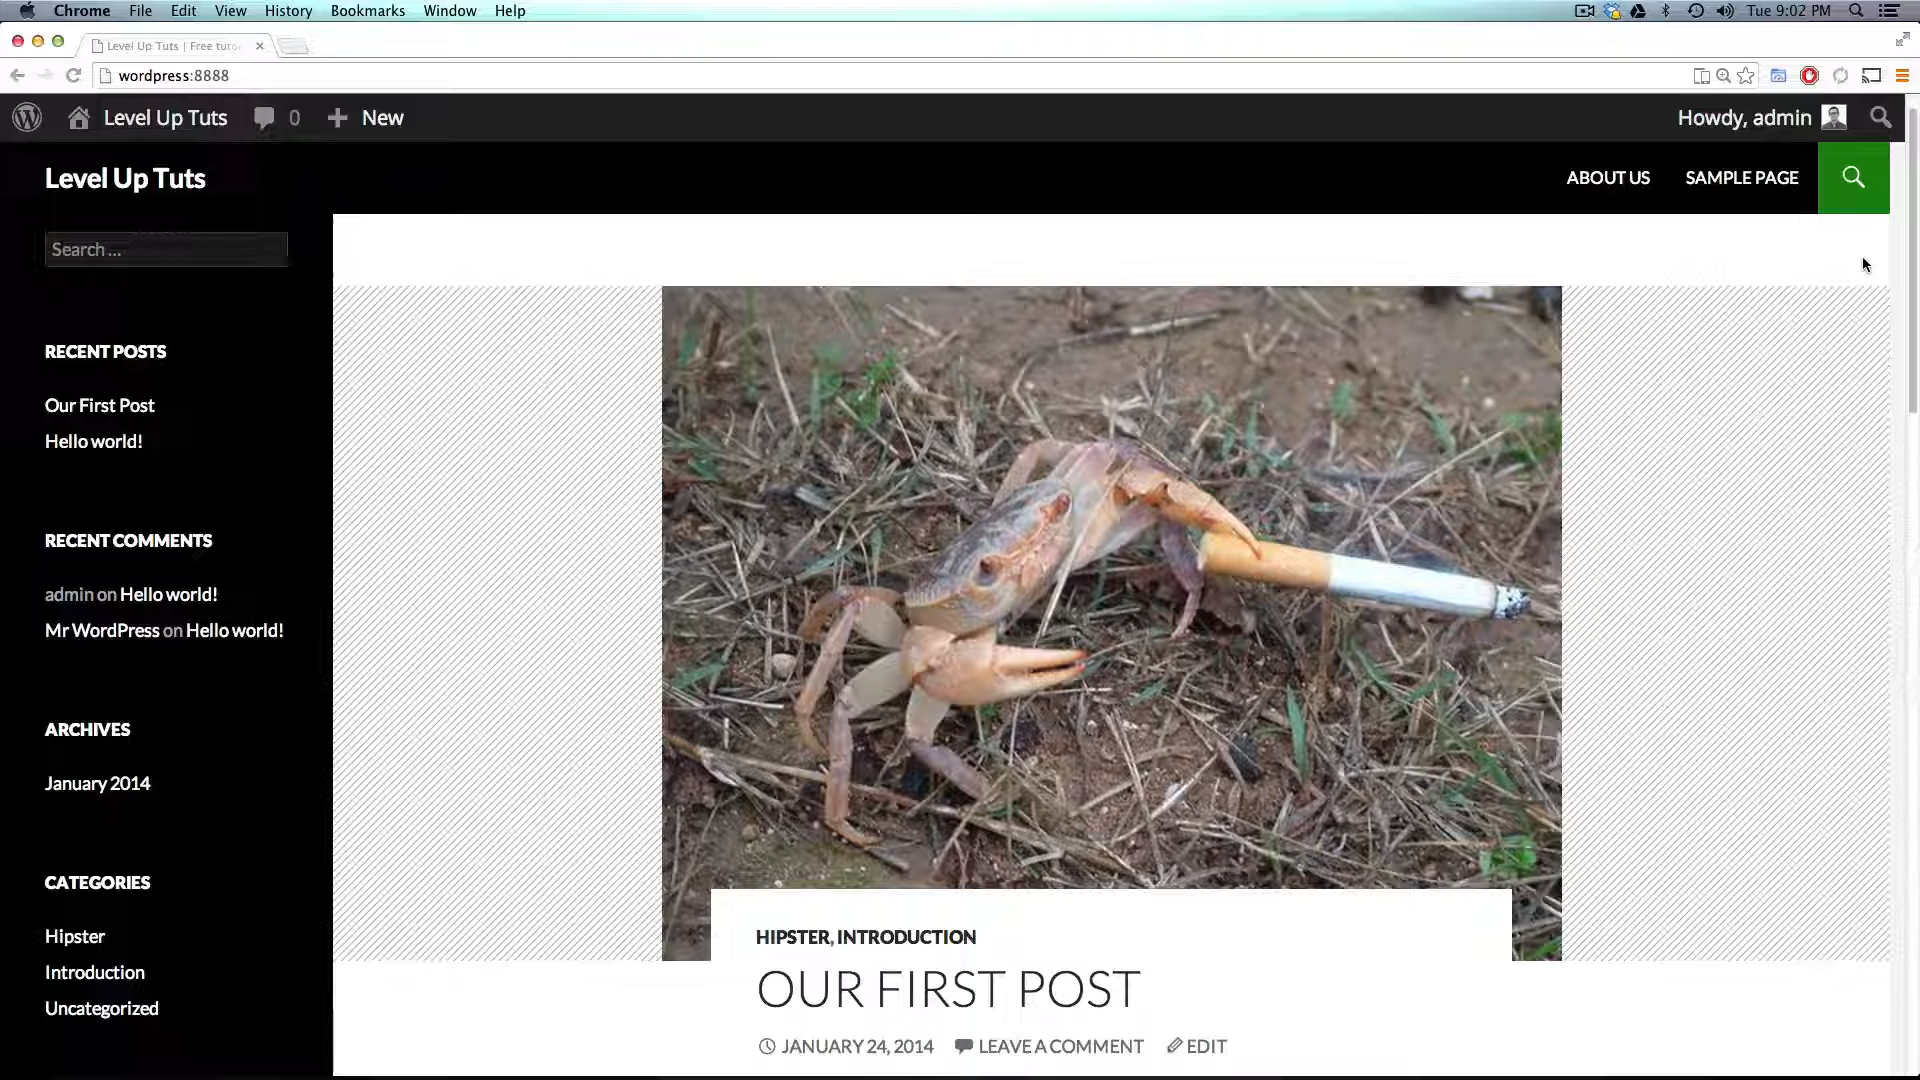 Chrome File Edit View History Bookmarks Window Help Tue 9:02 PM
Level Up Tuts | Free tutor
wordpress:8888
Level Up Tuts 0 New Howdy, admin
Level Up Tuts ABOUT US SAMPLE PAGE
Search ...
RECENT POSTS
Our First Post
Hello world!
RECENT COMMENTS
admin on Hello world!
Mr WordPress on Hello world!
ARCHIVES
January 2014
CATEGORIES
Hipster
Introduction
Uncategorized
HIPSTER, INTRODUCTION
OUR FIRST POST
JANUARY 24, 2014 LEAVE A COMMENT EDIT